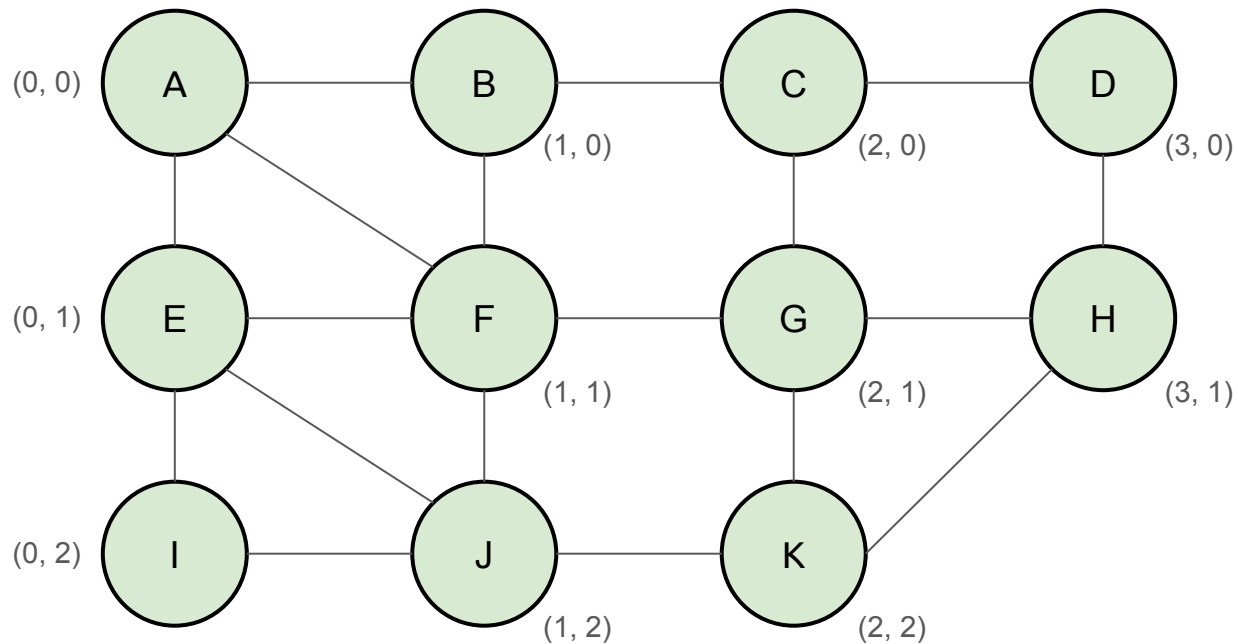 (0, 0) A B C D
(1, 0) (2, 0) (3, 0)
(0, 1) E F G H
(1, 1) (2, 1) (3, 1)
(0, 2) I J K
(1, 2) (2, 2)